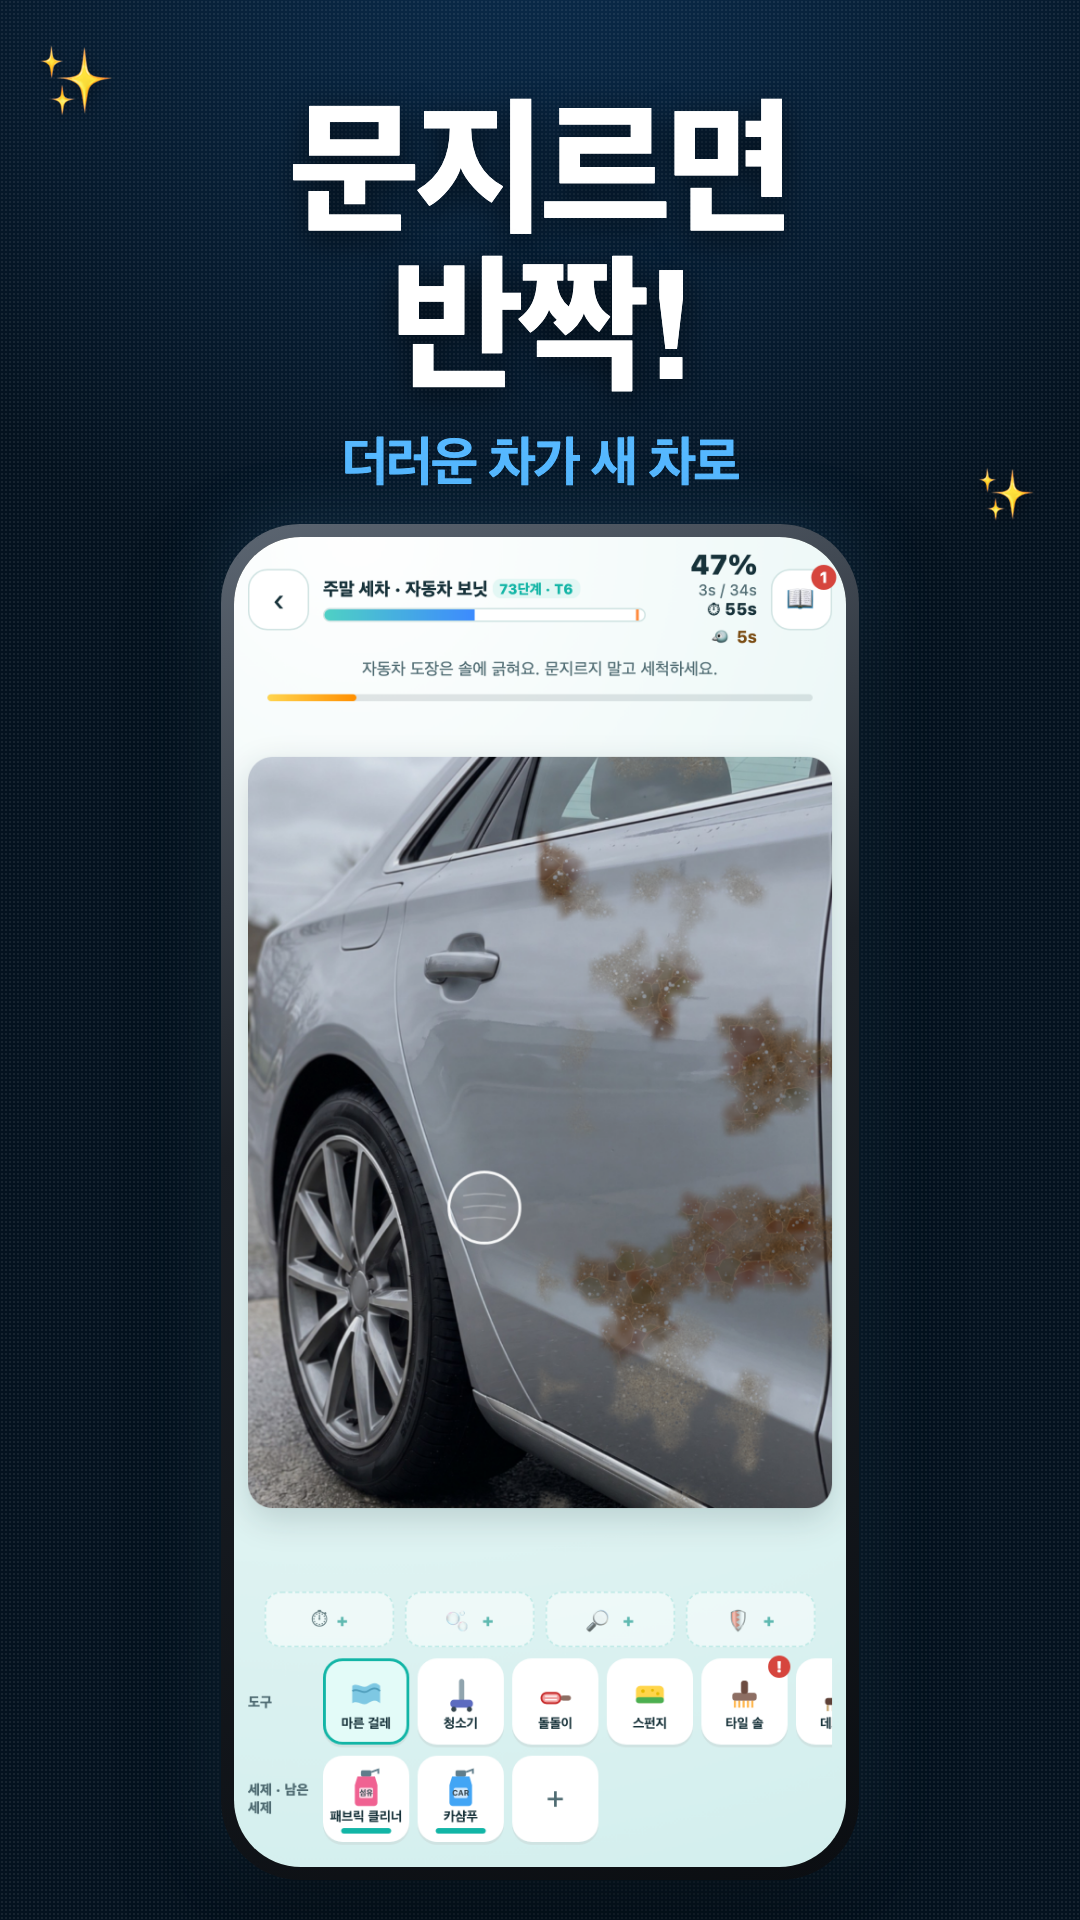 문지르면
반짝!
더러운 차가 새 차로
‹
주말 세차 · 자동차 보닛 73단계 · T6
47%
3s / 34s
55s
5s
1
자동차 도장은 솔에 긁혀요. 문지르지 말고 세척하세요.
+ + + +
도구
마른 걸레 청소기 돌돌이 스펀지 타일 솔 데
!
세제 · 남은
세제
섬유
패브릭 클리너
CAR
카샴푸
+